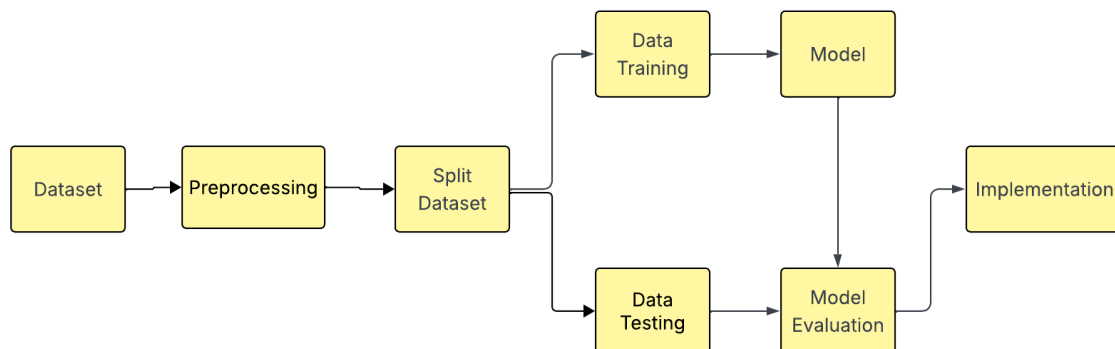 Dataset
Preprocessing
Split
Dataset
Data
Training
Model
Data
Testing
Model
Evaluation
Implementation